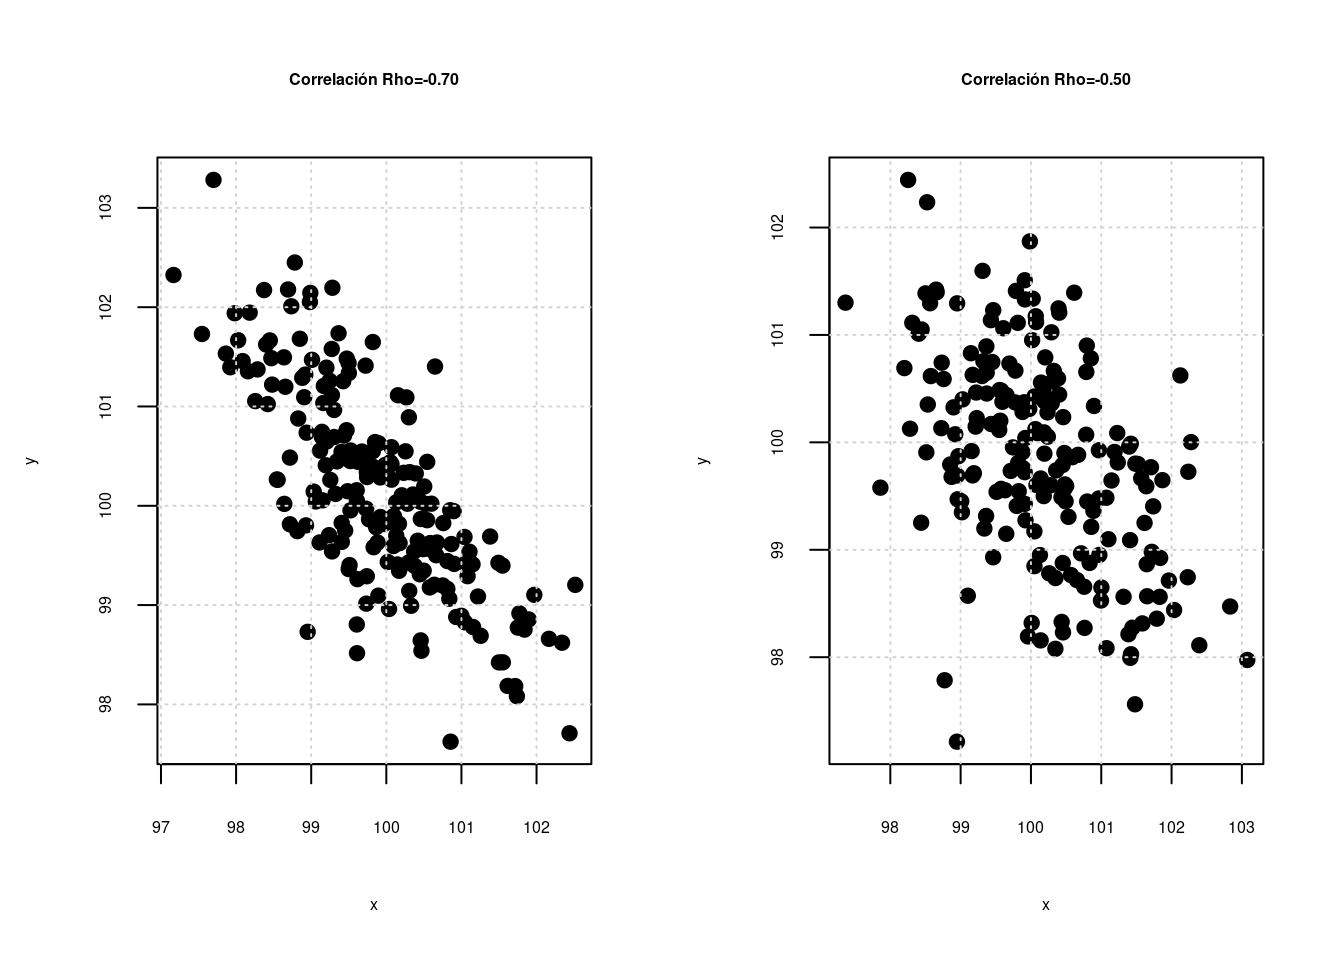 Correlación Rho=-0.70
103
102
101
100
99
98
y
97 98 99 100 101 102
x
Correlación Rho=-0.50
102
101
100
99
98
y
98 99 100 101 102 103
x